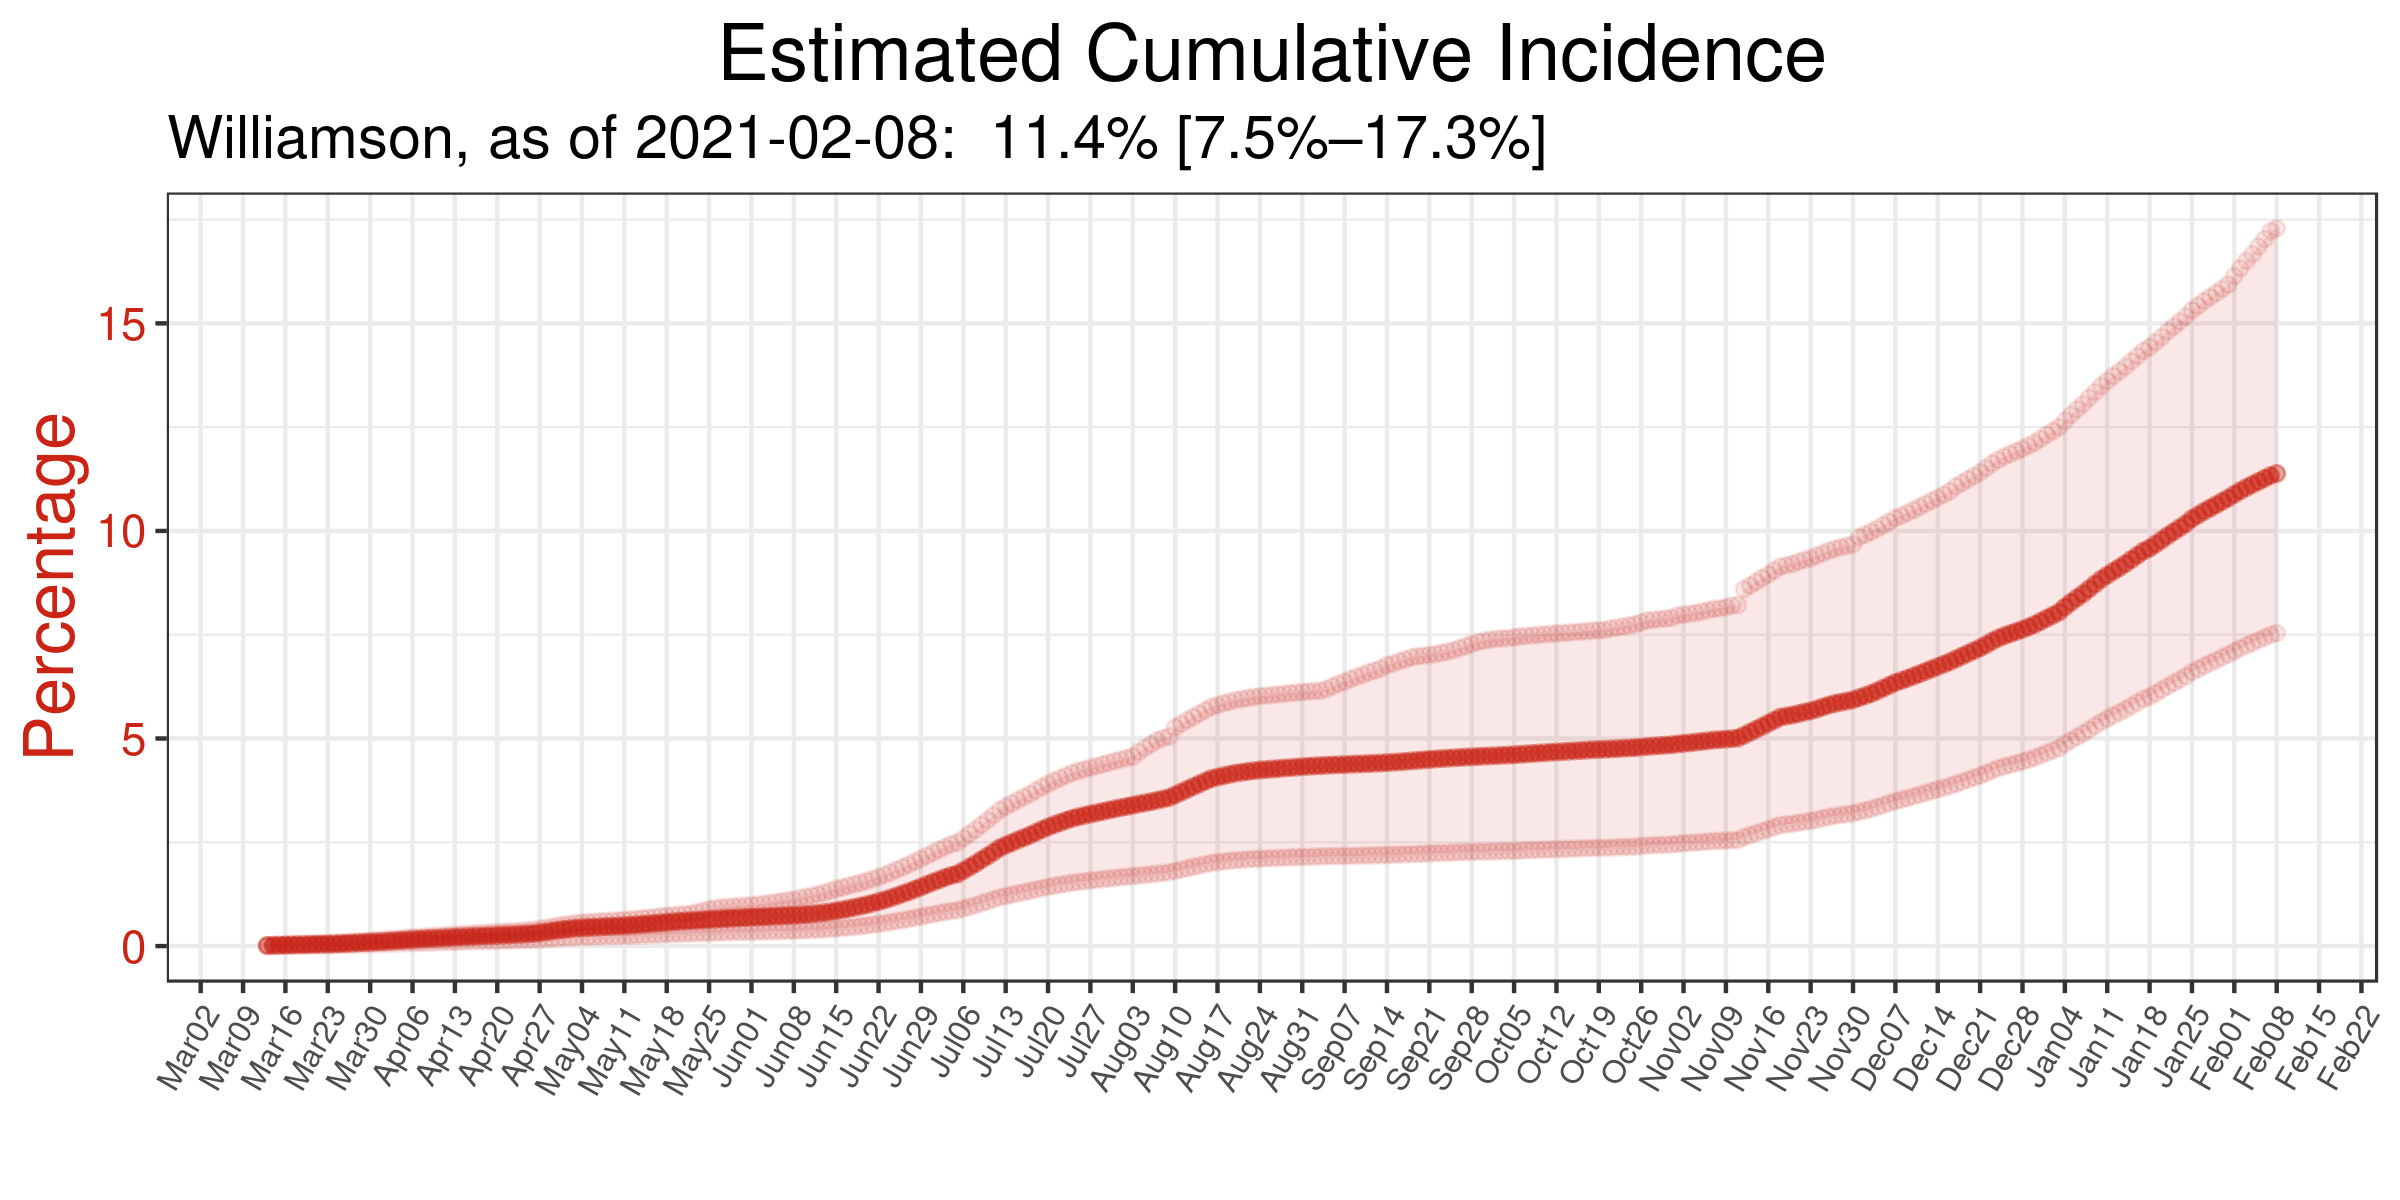 Estimated Cumulative Incidence
Williamson, as of 2021-02-08:  11.4% [7.5%–17.3%]
Percentage
15
10
5
0
Mar02
Mar09
Mar16
Mar23
Mar30
Apr06
Apr13
Apr20
Apr27
May04
May11
May18
May25
Jun01
Jun08
Jun15
Jun22
Jun29
Jul06
Jul13
Jul20
Jul27
Aug03
Aug10
Aug17
Aug24
Aug31
Sep07
Sep14
Sep21
Sep28
Oct05
Oct12
Oct19
Oct26
Nov02
Nov09
Nov16
Nov23
Nov30
Dec07
Dec14
Dec21
Dec28
Jan04
Jan11
Jan18
Jan25
Feb01
Feb08
Feb15
Feb22